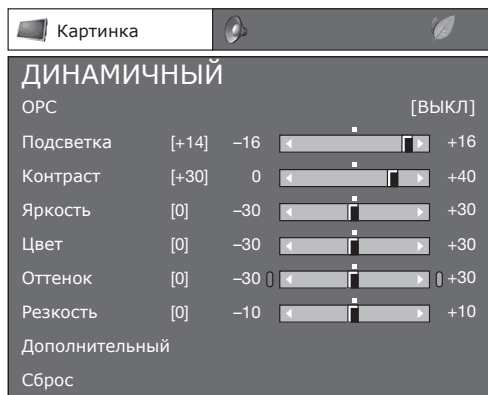 Картинка
ДИНАМИЧНЫЙ
OPC [ВЫКЛ]
Подсветка [+14] –16 +16
Контраст [+30] 0 +40
Яркость [0] –30 +30
Цвет [0] –30 +30
Оттенок [0] –30 +30
Резкость [0] –10 +10
Дополнительный
Сброс